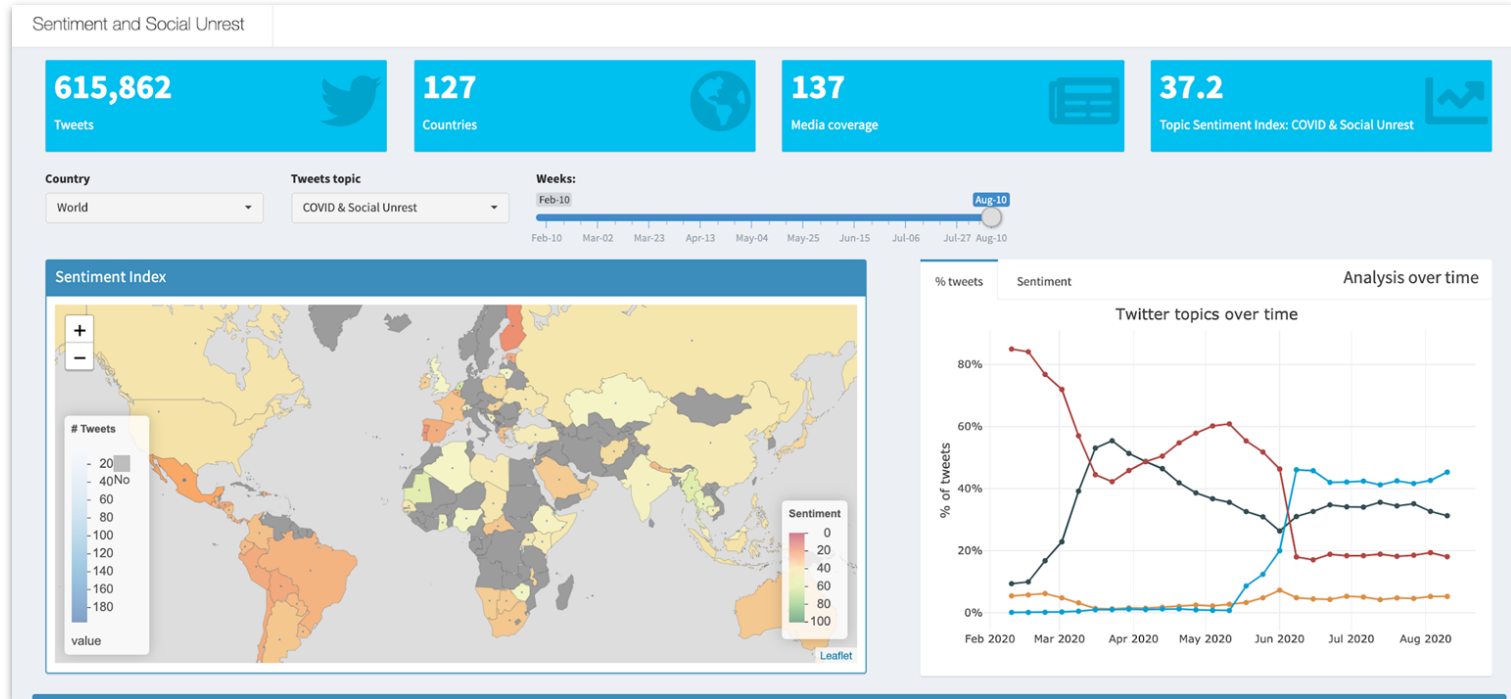 Sentiment and Social Unrest
615,862
Tweets
127
Countries
137
Media coverage
37.2
Topic Sentiment Index: COVID & Social Unrest
Country
World
Tweets topic
COVID & Social Unrest
Weeks:
Feb-10
Aug-10
Feb-10 Mar-02 Mar-23 Apr-13 May-04 May-25 Jun-15 Jul-06 Jul-27 Aug-10
Sentiment Index
+
−
# Tweets
20
40
No
60
80
100
120
140
160
180
value
Sentiment
0
20
40
60
80
100
Leaflet
% tweets
Sentiment
Analysis over time
Twitter topics over time
% of tweets
80%
60%
40%
20%
0%
Feb 2020 Mar 2020 Apr 2020 May 2020 Jun 2020 Jul 2020 Aug 2020